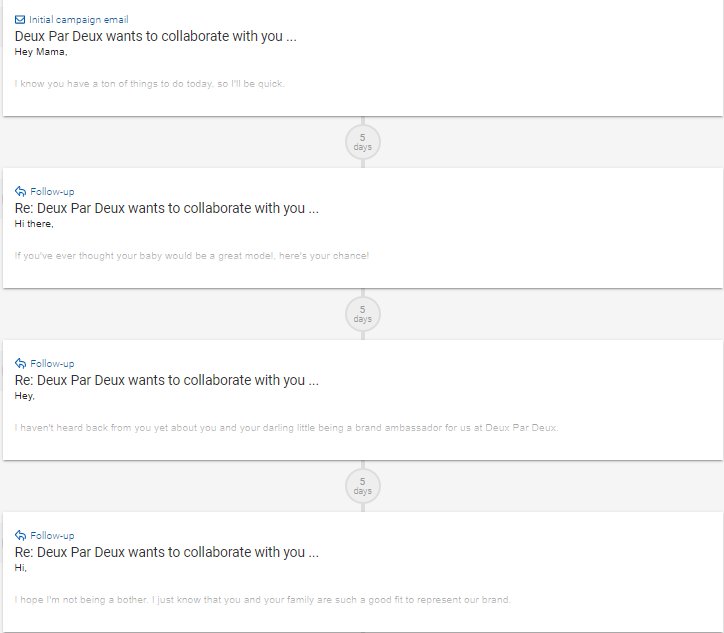 Initial campaign email
Deux Par Deux wants to collaborate with you ...
Hey Mama,
I know you have a ton of things to do today, so I'll be quick.
5
days
Follow-up
Re: Deux Par Deux wants to collaborate with you ...
Hi there,
If you've ever thought your baby would be a great model, here's your chance!
5
days
Follow-up
Re: Deux Par Deux wants to collaborate with you ...
Hey,
I haven't heard back from you yet about you and your darling little being a brand ambassador for us at Deux Par Deux.
5
days
Follow-up
Re: Deux Par Deux wants to collaborate with you ...
Hi,
I hope I'm not being a bother. I just know that you and your family are such a good fit to represent our brand.